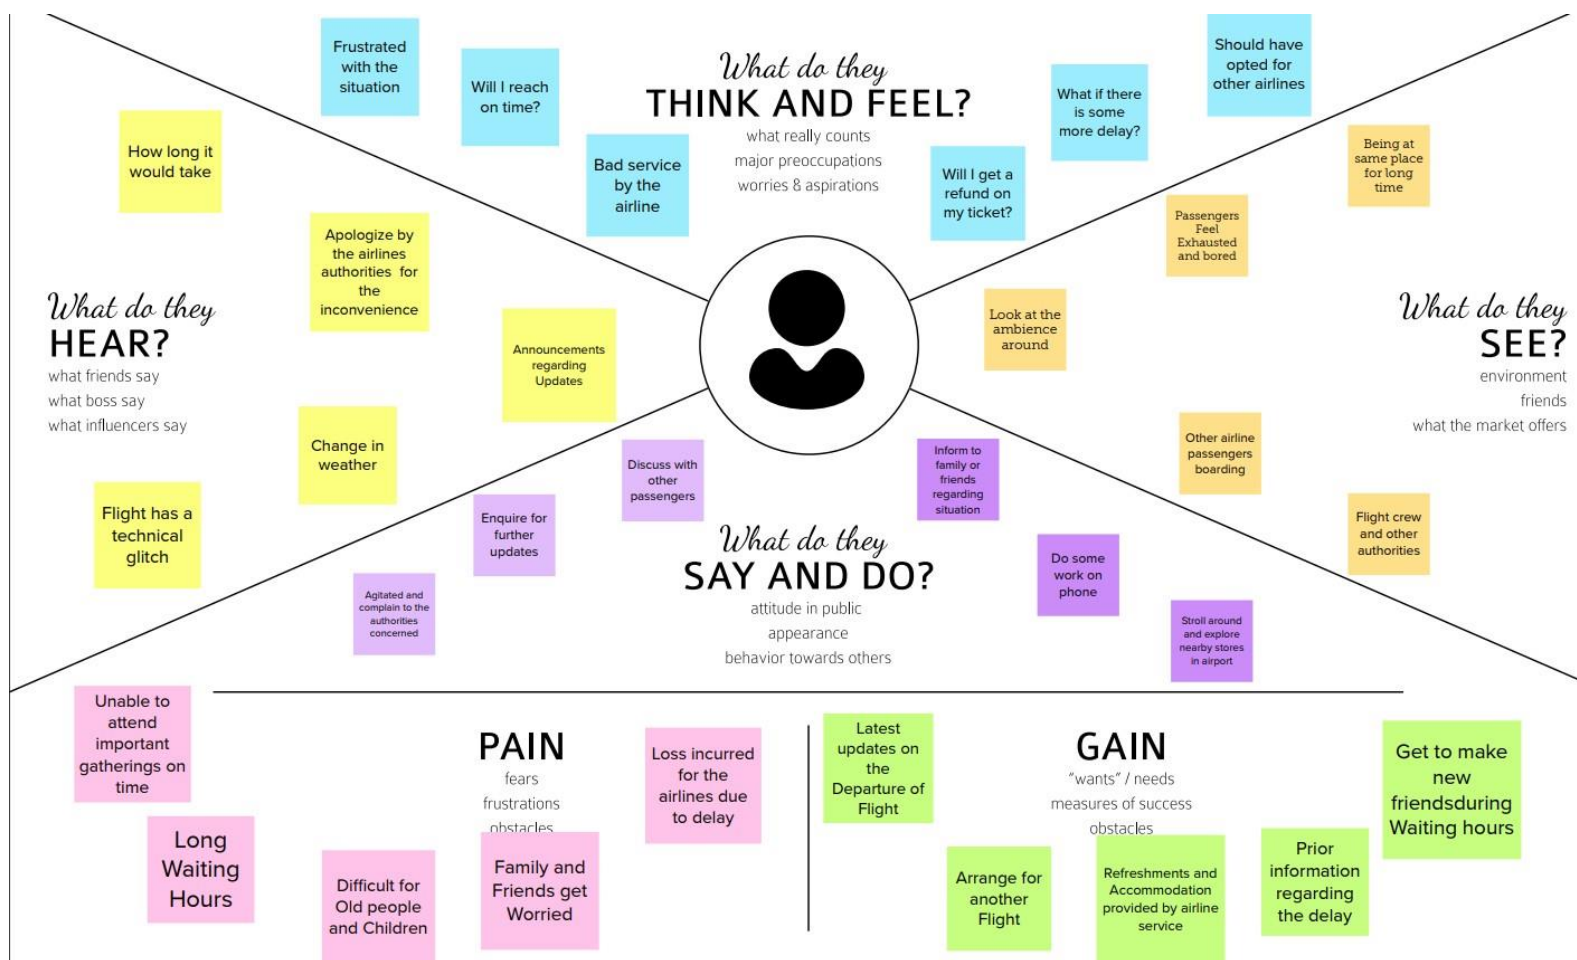 What do they
THINK AND FEEL?
what really counts
major preoccupations
worries & aspirations
Frustrated
with the
situation
Will I reach
on time?
Bad service
by the
airline
Will I get a
refund on
my ticket?
What if there
is some
more delay?
Should have
opted for
other airlines
What do they
HEAR?
what friends say
what boss say
what influencers say
How long it
would take
Apologize by
the airlines
authorities for
the
inconvenience
Announcements
regarding
Updates
Change in
weather
Flight has a
technical
glitch
What do they
SEE?
environment
friends
what the market offers
Being at
same place
for long
time
Passengers
Feel
Exhausted
and bored
Look at the
ambience
around
Other airline
passengers
boarding
Flight crew
and other
authorities
What do they
SAY AND DO?
attitude in public
appearance
behavior towards others
Discuss with
other
passengers
Enquire for
further
updates
Agitated and
complain to the
authorities
concerned
Inform to
family or
friends
regarding
situation
Do some
work on
phone
Stroll around
and explore
nearby stores
in airport
PAIN
fears
frustrations
obstacles
Unable to
attend
important
gatherings on
time
Long
Waiting
Hours
Difficult for
Old people
and Children
Family and
Friends get
Worried
Loss incurred
for the
airlines due
to delay
GAIN
"wants" / needs
measures of success
obstacles
Latest
updates on
the
Departure of
Flight
Arrange for
another
Flight
Refreshments and
Accommodation
provided by airline
service
Prior
information
regarding
the delay
Get to make
new
friendsduring
Waiting hours